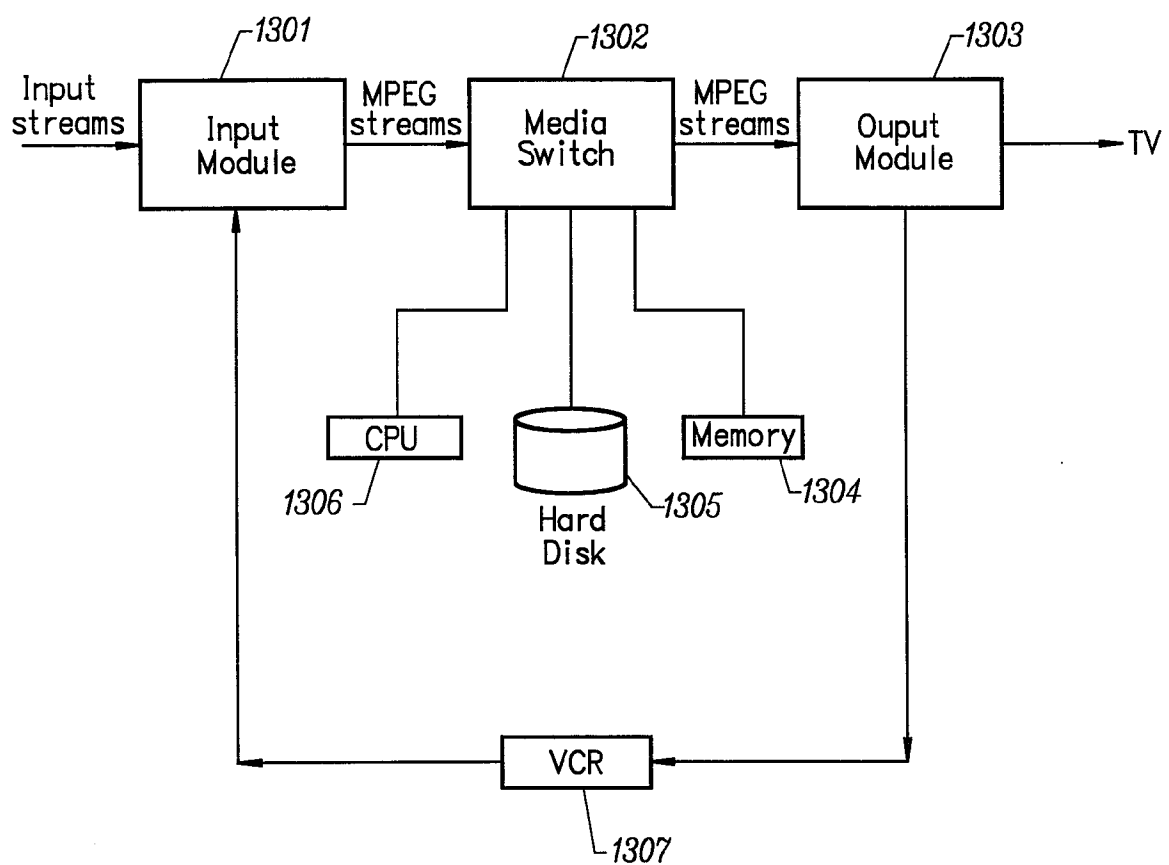 1301
1302
1303
Input
streams
Input
Module
MPEG
streams
Media
Switch
MPEG
streams
Ouput
Module
TV
CPU
1306
Hard
Disk
1305
Memory
1304
VCR
1307